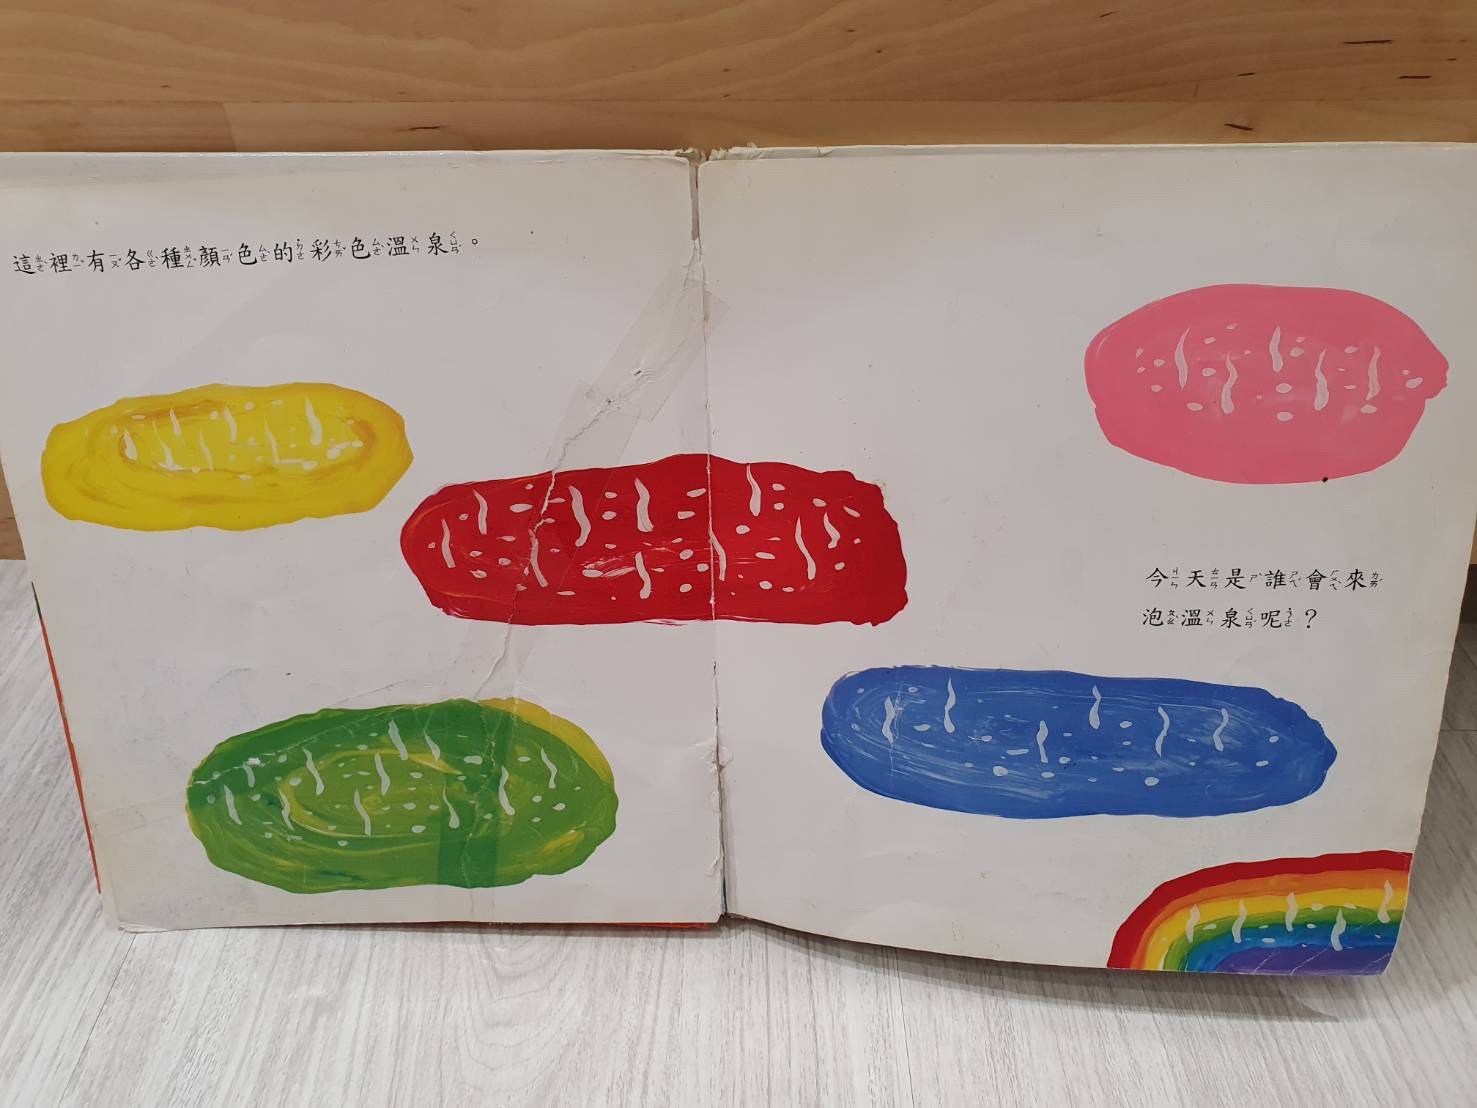 這裡有各種顏色的彩色溫泉。
今天是誰會來
泡溫泉呢？